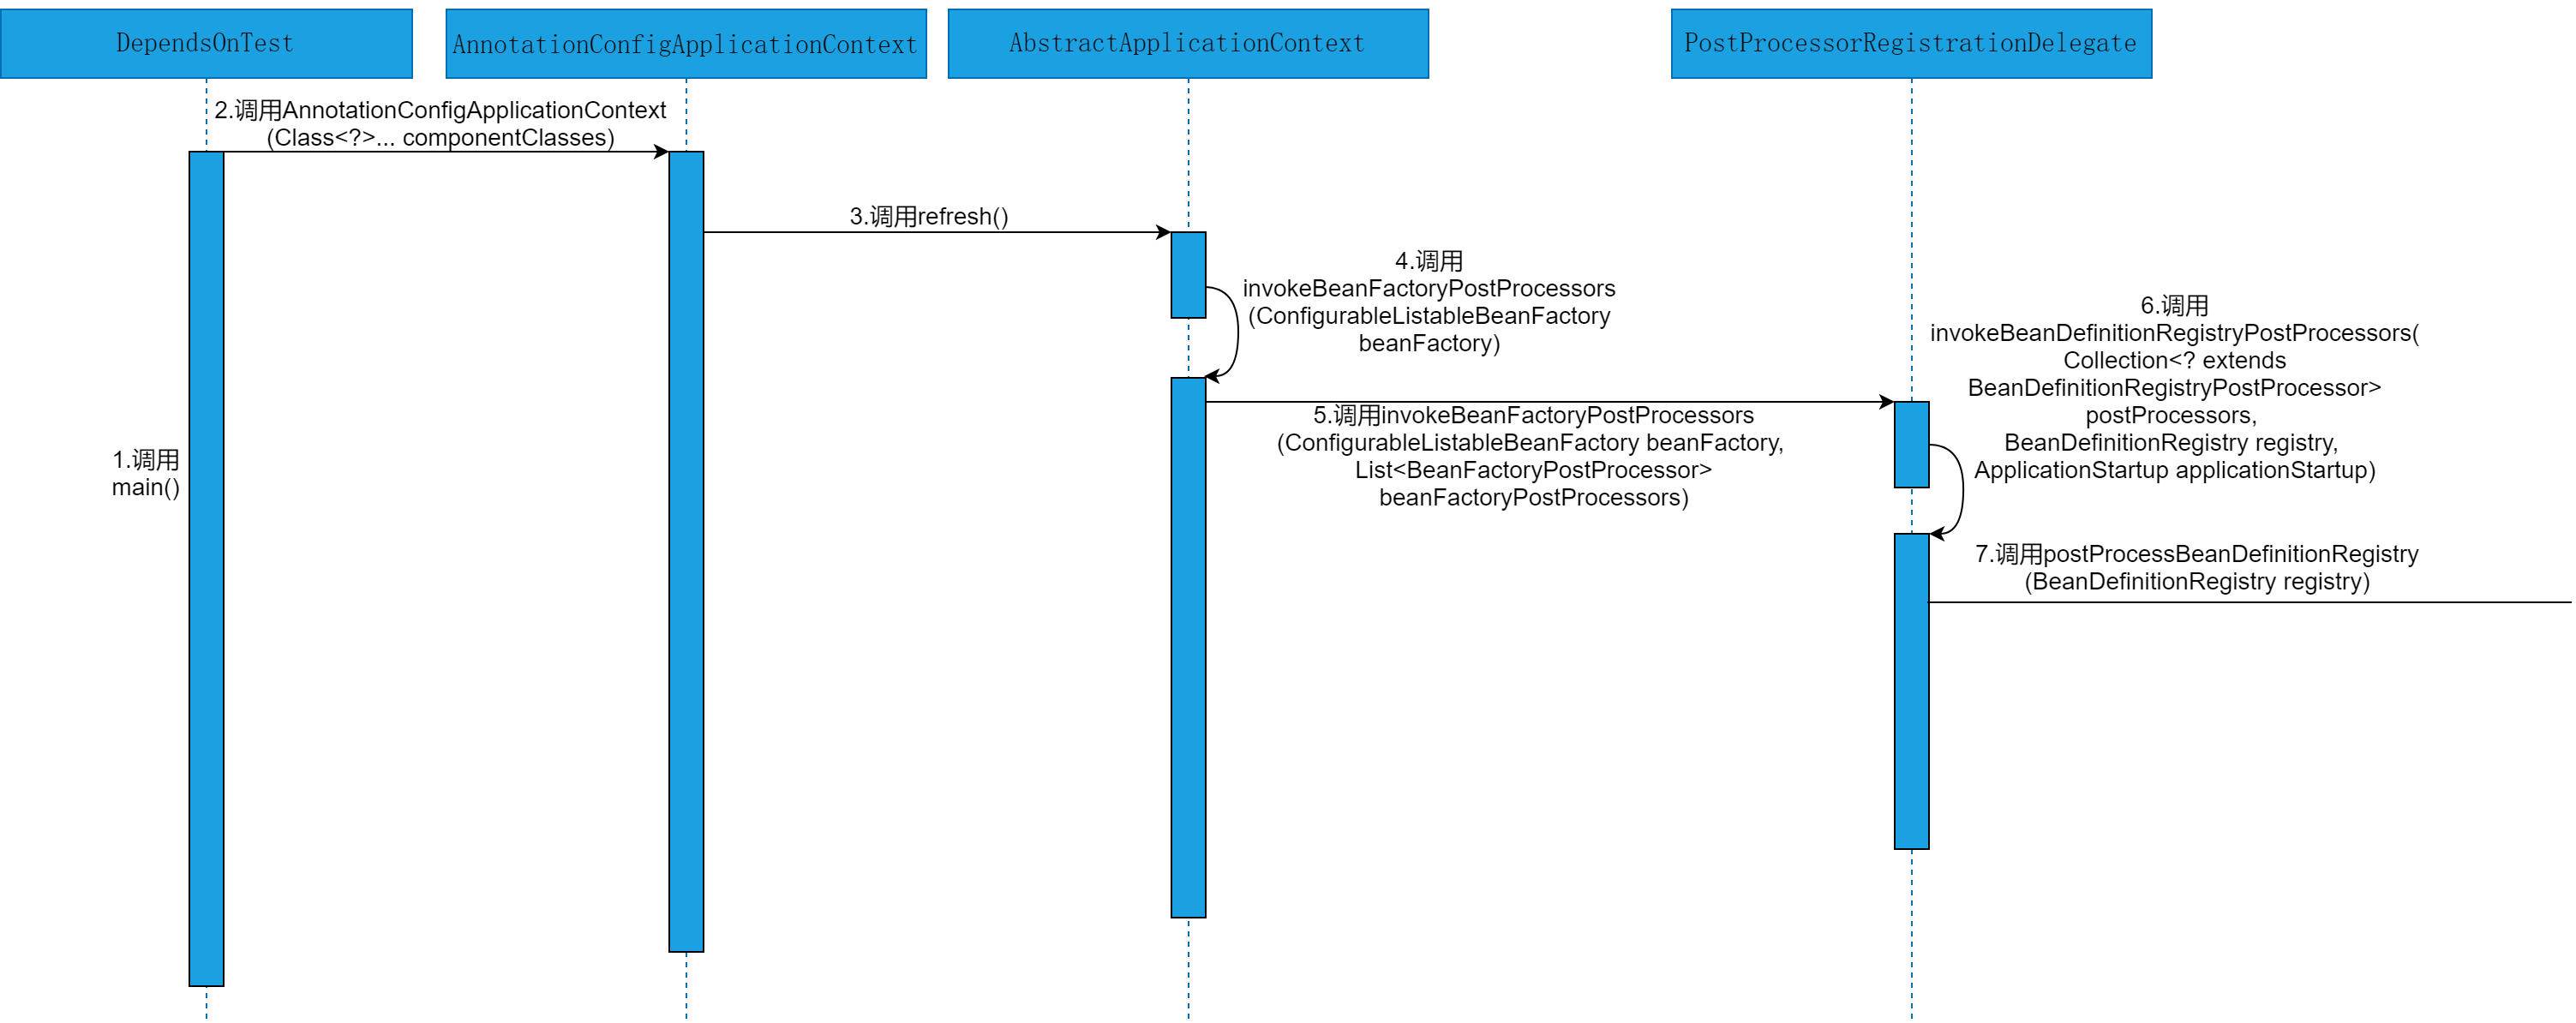 DependsOnTest
AnnotationConfigApplicationContext
AbstractApplicationContext
PostProcessorRegistrationDelegate
2.调用AnnotationConfigApplicationContext
(Class<?>... componentClasses)
3.调用refresh()
4.调用
invokeBeanFactoryPostProcessors
(ConfigurableListableBeanFactory
beanFactory)
6.调用
invokeBeanDefinitionRegistryPostProcessors(
Collection<? extends
BeanDefinitionRegistryPostProcessor>
postProcessors,
BeanDefinitionRegistry registry,
ApplicationStartup applicationStartup)
5.调用invokeBeanFactoryPostProcessors
(ConfigurableListableBeanFactory beanFactory,
List<BeanFactoryPostProcessor>
beanFactoryPostProcessors)
1.调用
main()
7.调用postProcessBeanDefinitionRegistry
(BeanDefinitionRegistry registry)